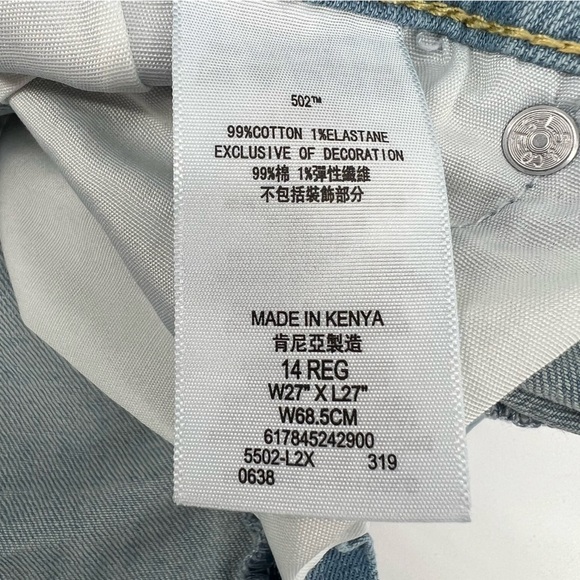 502™
99%COTTON 1%ELASTANE
EXCLUSIVE OF DECORATION
99%棉 1%彈性纖維
不包括裝飾部分
MADE IN KENYA
肯尼亞製造
14 REG
W27" X L27"
W68.5CM
617845242900
5502-L2X 319
0638